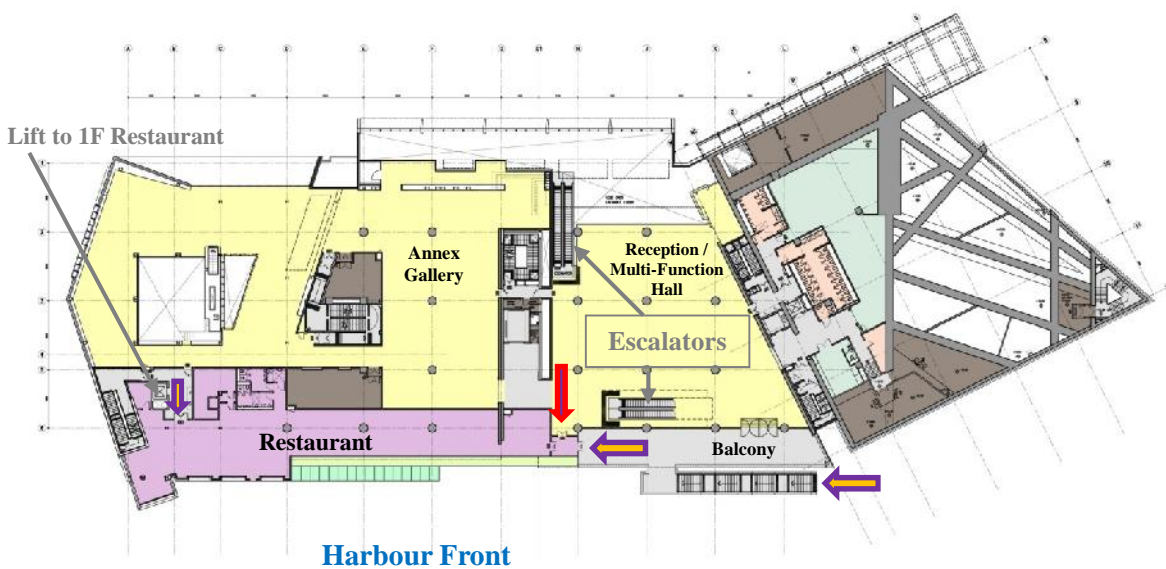 Lift to 1F Restaurant
Annex
Gallery
Reception /
Multi-Function
Hall
Escalators
Restaurant
Balcony
Harbour Front